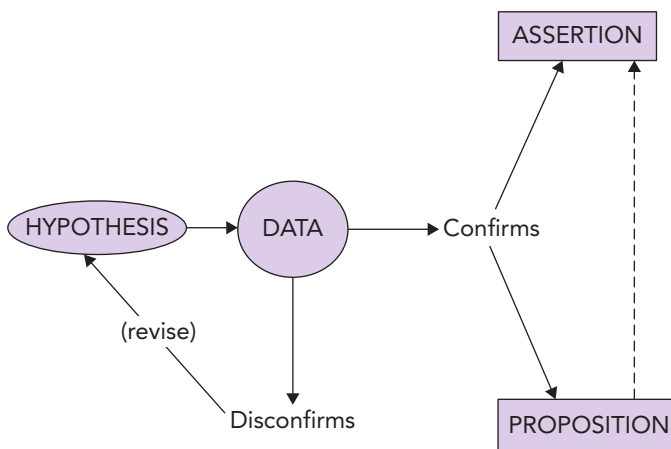 ASSERTION
HYPOTHESIS
DATA
Confirms
(revise)
Disconfirms
PROPOSITION